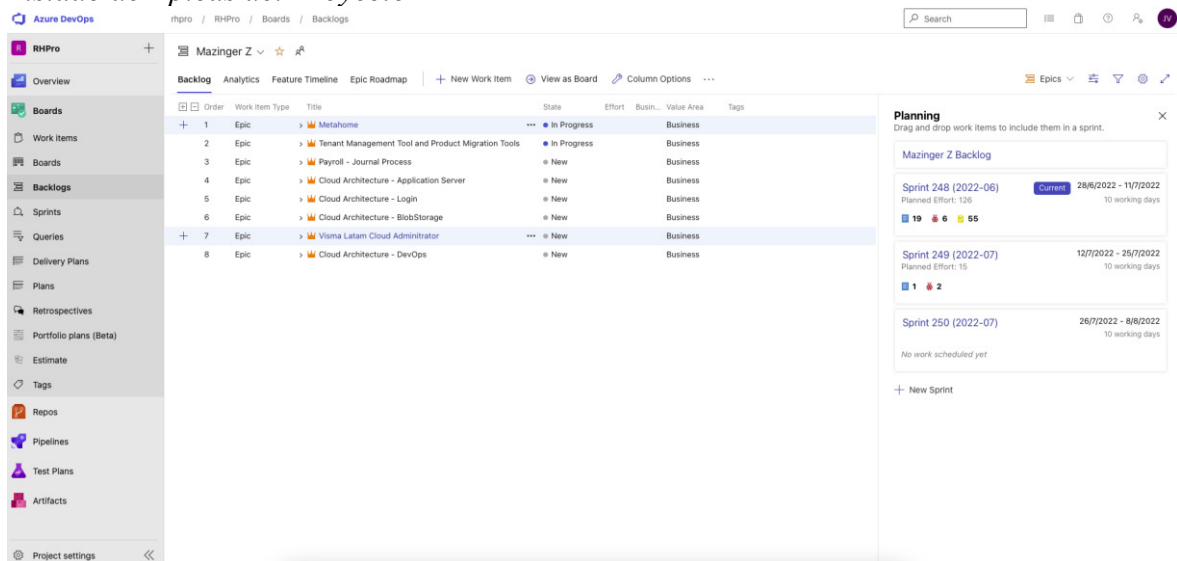 Listado de Épicas del Proyecto
Azure DevOps
rhpro / RHPro / Boards / Backlogs
Search
JV
R RHPro
Overview
Boards
Work items
Boards
Backlogs
Sprints
Queries
Delivery Plans
Plans
Retrospectives
Portfolio plans (Beta)
Estimate
Tags
Repos
Pipelines
Test Plans
Artifacts
Project settings
Mazinger Z
Backlog Analytics Feature Timeline Epic Roadmap + New Work Item View as Board Column Options ...
Epics
Order Work Item Type Title State Effort Busin... Value Area Tags
+ 1 Epic > Metahome ... In Progress Business
2 Epic > Tenant Management Tool and Product Migration Tools In Progress Business
3 Epic > Payroll - Journal Process New Business
4 Epic > Cloud Architecture - Application Server New Business
5 Epic > Cloud Architecture - Login New Business
6 Epic > Cloud Architecture - BlobStorage New Business
+ 7 Epic > Visma Latam Cloud Adminitrator ... New Business
8 Epic > Cloud Architecture - DevOps New Business
Planning
Drag and drop work items to include them in a sprint.
Mazinger Z Backlog
Sprint 248 (2022-06) Current 28/6/2022 - 11/7/2022
Planned Effort: 126 10 working days
19 6 55
Sprint 249 (2022-07) 12/7/2022 - 25/7/2022
Planned Effort: 15 10 working days
1 2
Sprint 250 (2022-07) 26/7/2022 - 8/8/2022
10 working days
No work scheduled yet
+ New Sprint